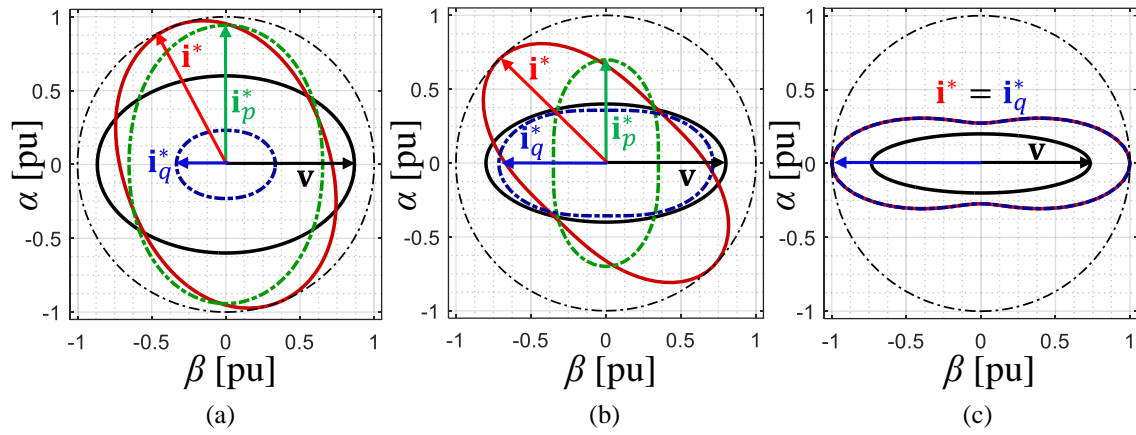 1
0.5
0
-0.5
-1
α [pu]
i*
i*p
i*q
v
-1 -0.5 0 0.5 1
β [pu]
(a)
1
0.5
0
-0.5
-1
α [pu]
i*
i*p
i*q
v
-1 -0.5 0 0.5 1
β [pu]
(b)
1
0.5
0
-0.5
-1
α [pu]
i* = i*q
v
-1 -0.5 0 0.5 1
β [pu]
(c)